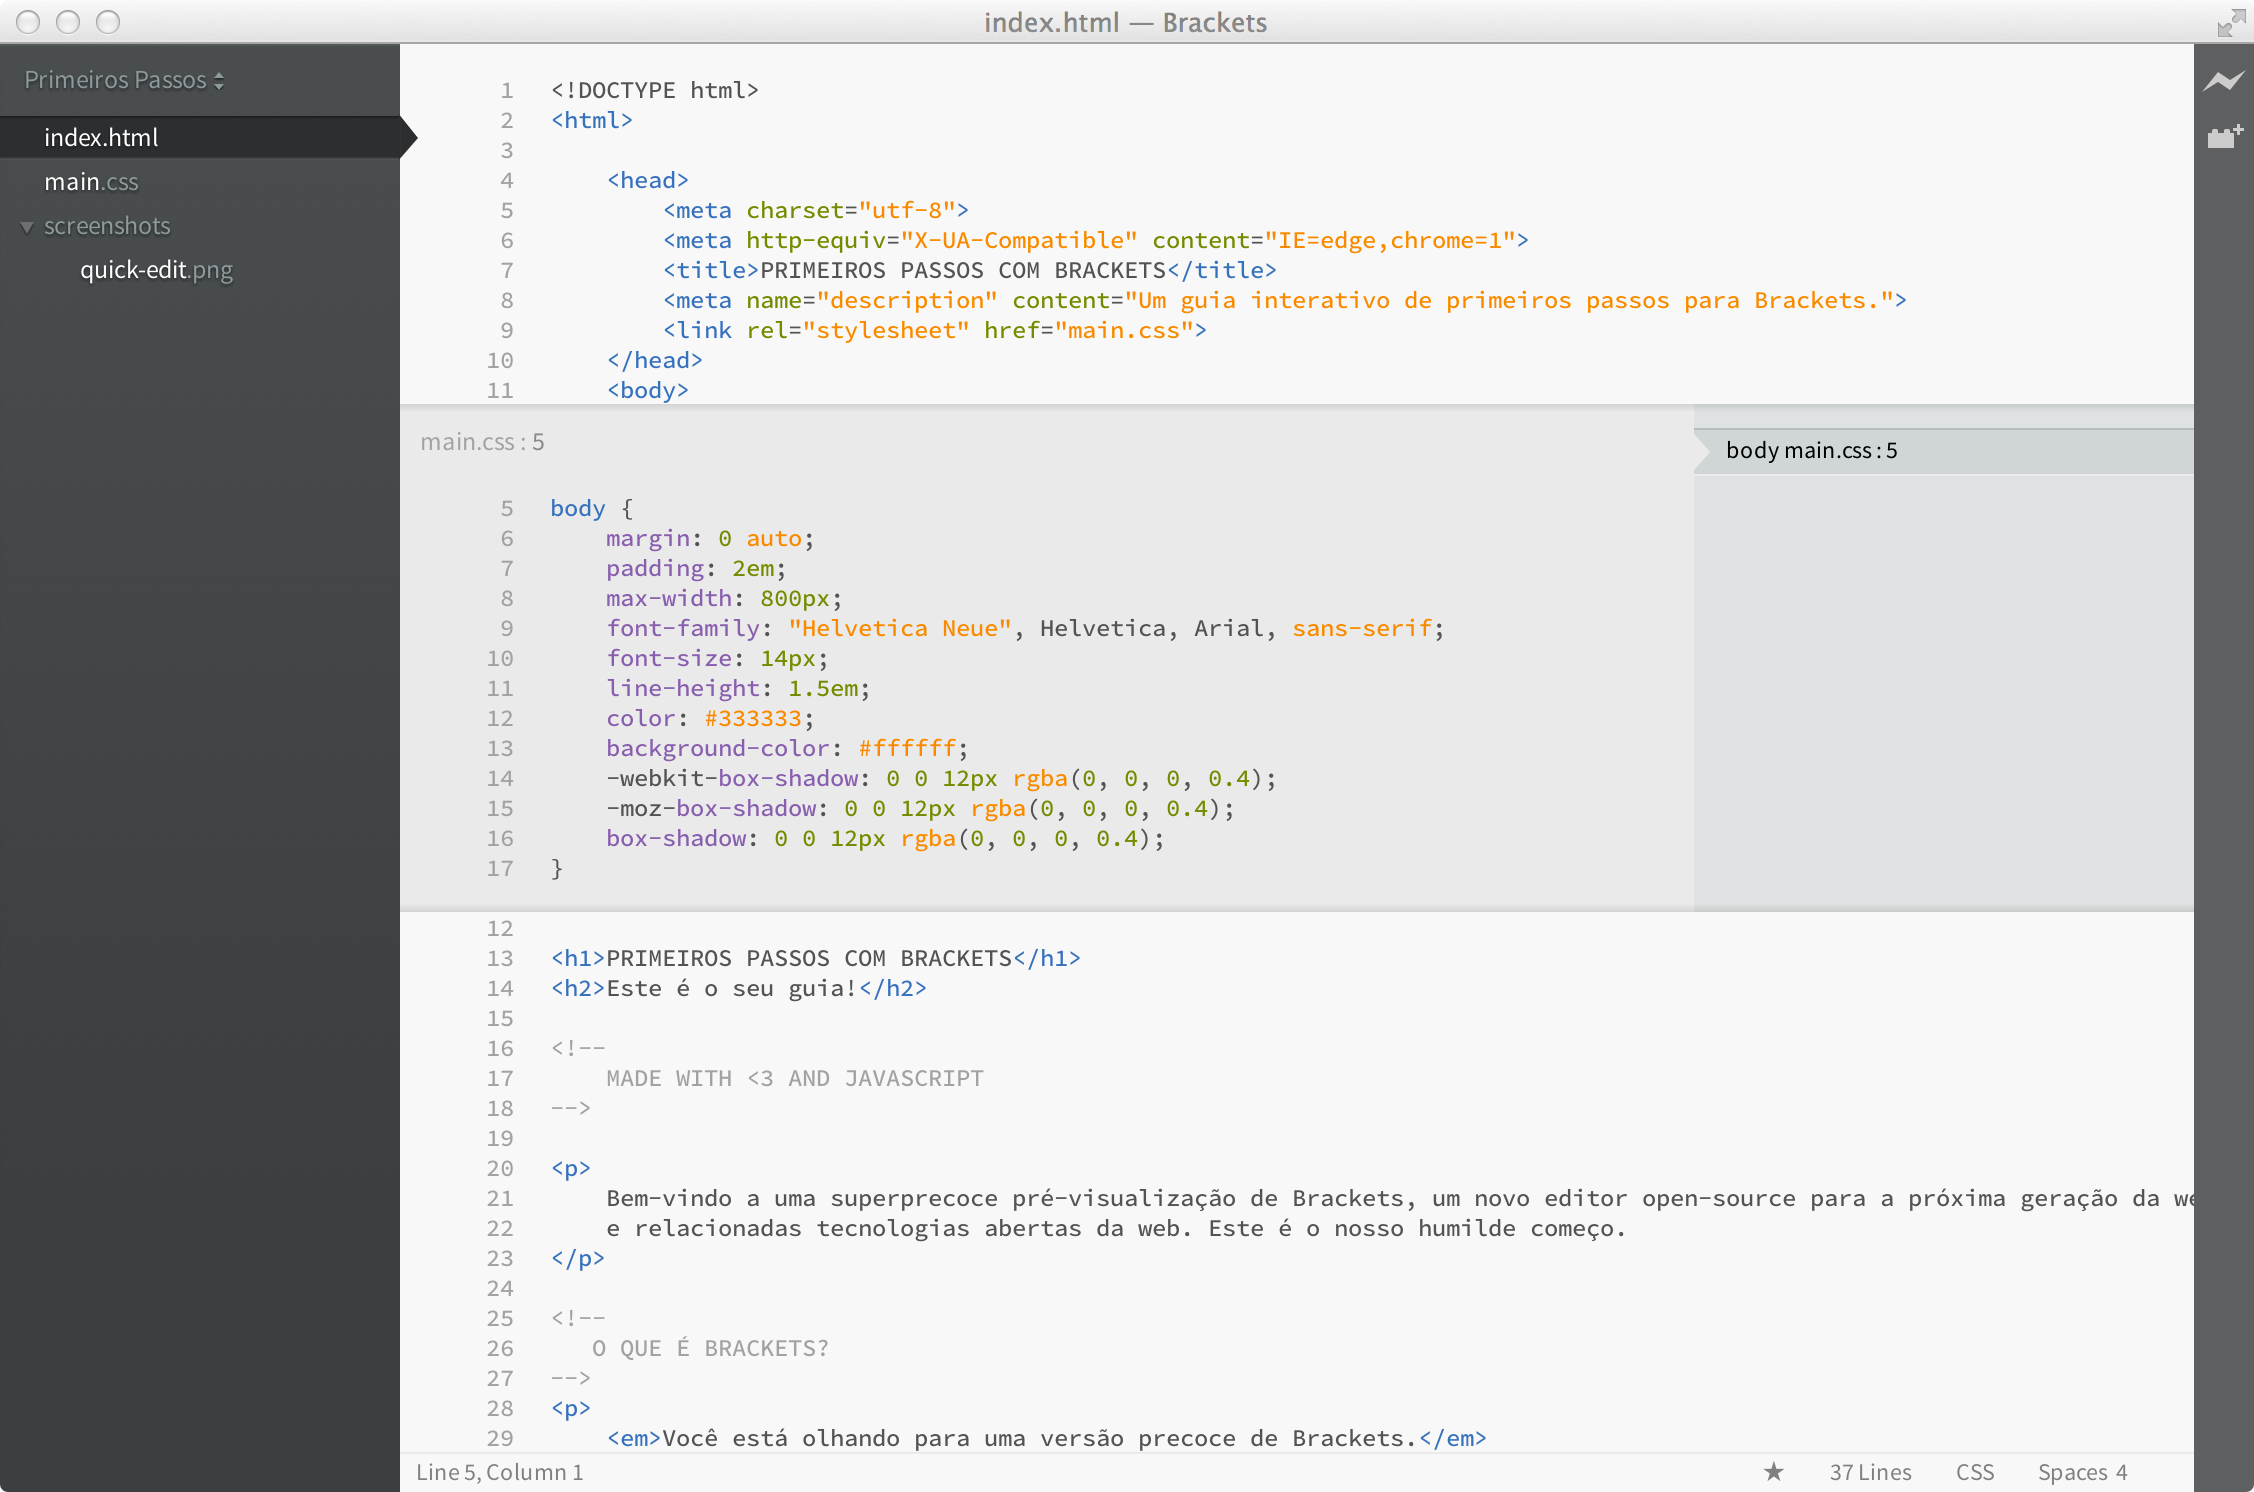 index.html — Brackets
Primeiros Passos
index.html
main.css
screenshots
quick-edit.png
1 <!DOCTYPE html>
2 <html>
3
4 <head>
5 <meta charset="utf-8">
6 <meta http-equiv="X-UA-Compatible" content="IE=edge,chrome=1">
7 <title>PRIMEIROS PASSOS COM BRACKETS</title>
8 <meta name="description" content="Um guia interativo de primeiros passos para Brackets.">
9 <link rel="stylesheet" href="main.css">
10 </head>
11 <body>
main.css : 5
body main.css : 5
5 body {
6 margin: 0 auto;
7 padding: 2em;
8 max-width: 800px;
9 font-family: "Helvetica Neue", Helvetica, Arial, sans-serif;
10 font-size: 14px;
11 line-height: 1.5em;
12 color: #333333;
13 background-color: #ffffff;
14 -webkit-box-shadow: 0 0 12px rgba(0, 0, 0, 0.4);
15 -moz-box-shadow: 0 0 12px rgba(0, 0, 0, 0.4);
16 box-shadow: 0 0 12px rgba(0, 0, 0, 0.4);
17 }
12
13 <h1>PRIMEIROS PASSOS COM BRACKETS</h1>
14 <h2>Este é o seu guia!</h2>
15
16 <!--
17 MADE WITH <3 AND JAVASCRIPT
18 -->
19
20 <p>
21 Bem-vindo a uma superprecoce pré-visualização de Brackets, um novo editor open-source para a próxima geração da
22 e relacionadas tecnologias abertas da web. Este é o nosso humilde começo.
23 </p>
24
25 <!--
26 O QUE É BRACKETS?
27 -->
28 <p>
29 <em>Você está olhando para uma versão precoce de Brackets.</em>
Line 5, Column 1
★ 37 Lines CSS Spaces 4